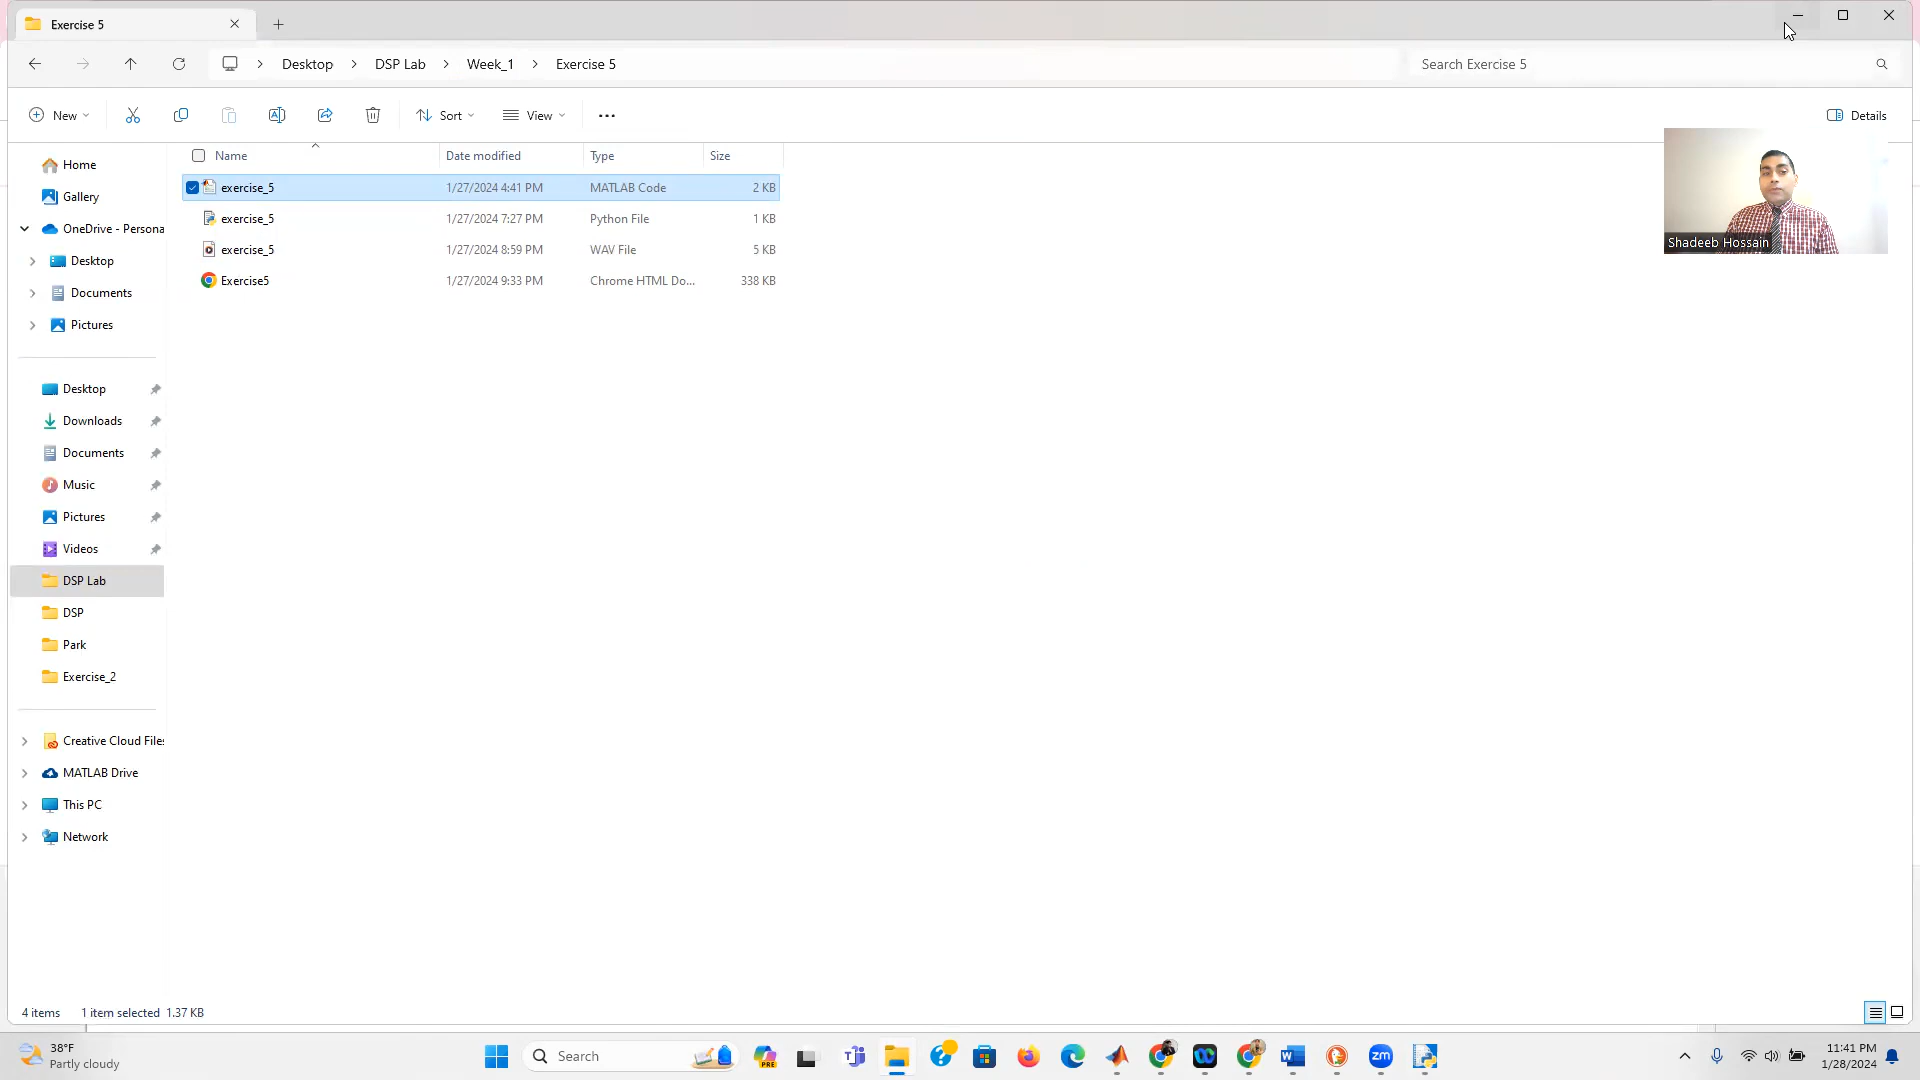 Exercise 5
Desktop
DSP Lab
Week_1
Exercise 5
Search Exercise 5
New
Sort
View
Details
Name
Date modified
Type
Size
exercise_5 1/27/2024 4:41 PM MATLAB Code 2 KB
exercise_5 1/27/2024 7:27 PM Python File 1 KB
exercise_5 1/27/2024 8:59 PM WAV File 5 KB
Exercise5 1/27/2024 9:33 PM Chrome HTML Do... 338 KB
Home
Gallery
OneDrive - Persona
Desktop
Documents
Pictures
Desktop
Downloads
Documents
Music
Pictures
Videos
DSP Lab
DSP
Park
Exercise_2
Creative Cloud Files
MATLAB Drive
This PC
Network
Shadeeb Hossain
4 items 1 item selected 1.37 KB
38°F
Partly cloudy
Search
PRE
zm
11:41 PM
1/28/2024